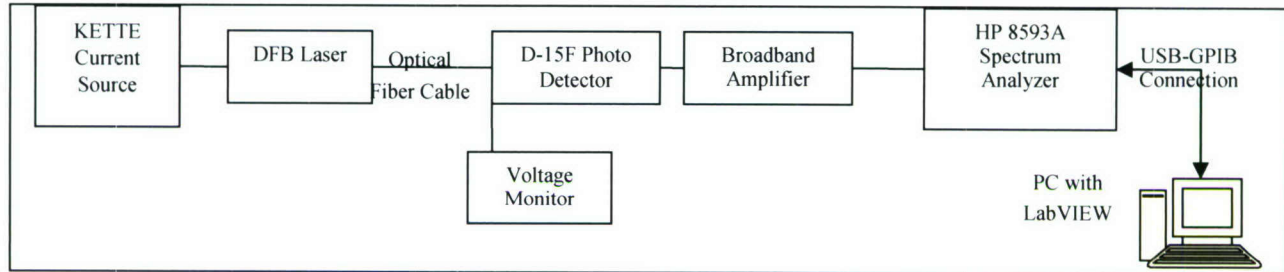 KETTE
Current
Source
DFB Laser
Optical
Fiber Cable
D-15F Photo
Detector
Voltage
Monitor
Broadband
Amplifier
HP 8593A
Spectrum
Analyzer
USB-GPIB
Connection
PC with
LabVIEW